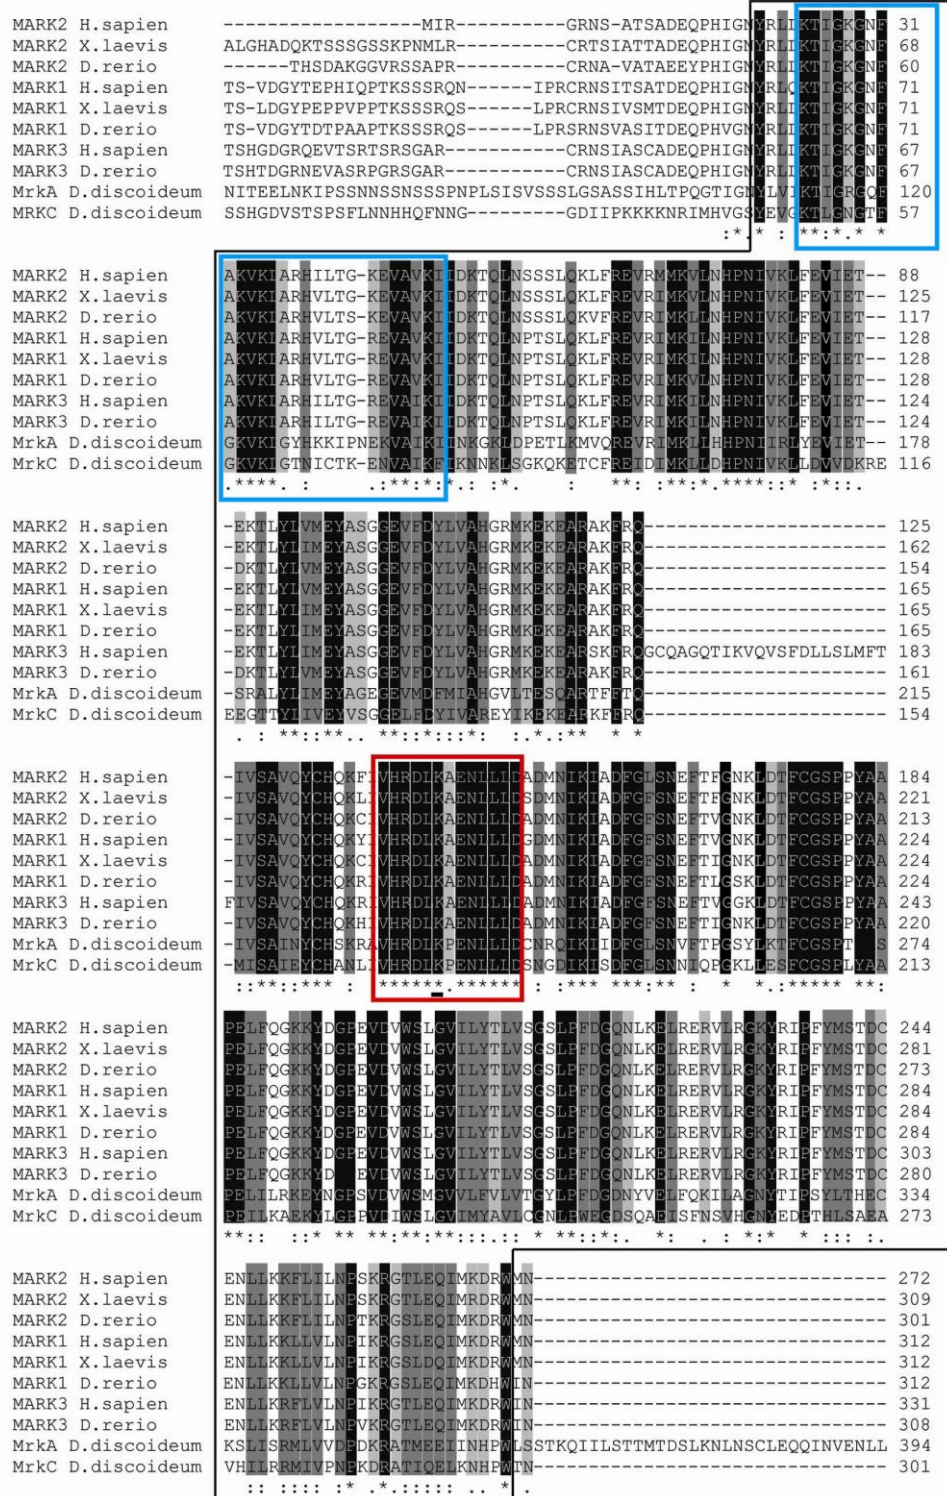 MARK2 H.sapien ---------------------MIR------------GRNS-ATSADEQPHIGNYRLLKTIGKGNF 31
MARK2 X.laevis ALGHADQKTSSSGSSKPNMLR------------CRTSIATTADEQPHIGNYRLLKTIGKGNF 68
MARK2 D.rerio -------THSDAKGGVRSSAPR-----------CRNA-VATAEEYPHIGNYRLLKTIGKGNF 60
MARK1 H.sapien TS-VDGYTEPHIQPTKSSSRQN-----IPRCRNSITSATDEQPHIGNYRLQKTIGKGNF 71
MARK1 X.laevis TS-LDGYPEPPVPPTKSSSRQS-----LPRCRNSIVSMTDEQPHIGNYRLLKTIGKGNF 71
MARK1 D.rerio TS-VDGYTDTPAAPTKSSSRQS-----LPRSRNSVASITDEQPHVGNYRLLKTIGKGNF 71
MARK3 H.sapien TSHGDGRQEVTSRTSRSGAR----------CRNSIASCADEQPHIGNYRLLKTIGKGNF 67
MARK3 D.rerio TSHTDGRNEVASRPGRSGAR----------CRNSIASCADEQPHIGNYRLLKTIGKGNF 67
MrkA D.discoideum NITEELNKIPSSNNSSNSSSPNPLSISVSSSLGSASSIHLTPQGTIGNYLVIKTIGRGQF 120
MRKC D.discoideum SSHGDVSTSPSFLNNHHQFNNG--------GDIIPKKKKNRIMHVGSYEVGKTLGNGTF 57
:*. : **:*.* *
MARK2 H.sapien AKVKLARHILTG-KEVAVKIIDKTQLNSSSLQKLFREVRMMKVLNHPNIVKLFEVIET-- 88
MARK2 X.laevis AKVKLARHVLTG-KEVAVKIIDKTQLNSSSLQKLFREVRIMKVLNHPNIVKLFEVIET-- 125
MARK2 D.rerio AKVKLARHVLTS-KEVAVKIIDKTQLNSSSLQKVFREVRIMKLLNHPNIVKLFEVIET-- 117
MARK1 H.sapien AKVKLARHVLTG-REVAVKIIDKTQLNPTSLQKLFREVRIMKILNHPNIVKLFEVIET-- 128
MARK1 X.laevis AKVKLARHVLTG-REVAVKIIDKTQLNPTSLQKLFREVRIMKILNHPNIVKLFEVIET-- 128
MARK1 D.rerio AKVKLARHVLTG-REVAVKIIDKTQLNPTSLQKLFREVRIMKVLNHPNIVKLFEVIET-- 128
MARK3 H.sapien AKVKLARHILTG-REVAIKIIDKTQLNPTSLQKLFREVRIMKILNHPNIVKLFEVIET-- 124
MARK3 D.rerio AKVKLARHILTG-REVAIKIIDKTQLNPTSLQKLFREVRIMKILNHPNIVKLFEVIET-- 124
MrkA D.discoideum GKVKLGYHKKIPNEKVAIKIINKGKLDPETLKMVQREVRIMKLLHHPNIIRLYEVIET-- 178
MrkC D.discoideum GKVKLGTNICTK-ENVAIKFIKNNKLSGKQKETCFREIDIMKLLDHPNIVKLLDVVDKRE 116
.****. : .:**:*:*.: :*. : **: :**:*.****::* :*::.
MARK2 H.sapien -EKTLYLVMEYASGGEVFDYLVAHGRMKEKEARAKFRQ---------------------- 125
MARK2 X.laevis -EKTLYLIMEYASGGEVFDYLVAHGRMKEKEARAKFRQ---------------------- 162
MARK2 D.rerio -DKTLYLVMEYASGGEVFDYLVAHGRMKEKEARAKFRQ---------------------- 154
MARK1 H.sapien -EKTLYLVMEYASGGEVFDYLVAHGRMKEKEARAKFRQ---------------------- 165
MARK1 X.laevis -EKTLYLVMEYASGGEVFDYLVAHGRMKEKEARAKFRQ---------------------- 165
MARK1 D.rerio -EKTLYLIMEYASGGEVFDYLVAHGRMKEKEARAKFRQ---------------------- 165
MARK3 H.sapien -EKTLYLIMEYASGGEVFDYLVAHGRMKEKEARSKFRQGCQAGQTIKVQVSFDLLSLMFT 183
MARK3 D.rerio -DKTLYLIMEYASGGEVFDYLVAHGRMKEKEARAKFRQ---------------------- 161
MrkA D.discoideum -SRALYLIMEYAGEGEVMDFMIAHGVLTESQARTFFTQ---------------------- 215
MrkC D.discoideum EEGTTYLIVEYVSGGELFDYIVAREYIKEKEARKFFRQ---------------------- 154
. : **::**.. **::*:::*: :.*.:** * *
MARK2 H.sapien -IVSAVQYCHQKFIVHRDLKAENLLLDADMNIKIADFGLSNEFTFGNKLDTFCGSPPYAA 184
MARK2 X.laevis -IVSAVQYCHQKLIVHRDLKAENLLLDSDMNIKIADFGFSNEFTFGNKLDTFCGSPPYAA 221
MARK2 D.rerio -IVSAVQYCHQKCIVHRDLKAENLLLDADMNIKIADFGFSNEFTVGNKLDTFCGSPPYAA 213
MARK1 H.sapien -IVSAVQYCHQKYIVHRDLKAENLLLDGDMNIKIADFGFSNEFTVGNKLDTFCGSPPYAA 224
MARK1 X.laevis -IVSAVQYCHQKCIVHRDLKAENLLLDADMNIKIADFGFSNEFTIGNKLDTFCGSPPYAA 224
MARK1 D.rerio -IVSAVQYCHQKRIVHRDLKAENLLLDADMNIKIADFGFSNEFTLGSKLDTFCGSPPYAA 224
MARK3 H.sapien FIVSAVQYCHQKRIVHRDLKAENLLLDADMNIKIADFGFSNEFTVGGKLDTFCGSPPYAA 243
MARK3 D.rerio -IVSAVQYCHQKHIVHRDLKAENLLLDADMNIKIADFGFSNEFTIGNKLDTFCGSPPYAA 220
MrkA D.discoideum -IVSAINYCHSKRAVHRDLKPENLLLDCNRQIKIIDFGLSNVFTPGSYLKTFCGSPT S 274
MrkC D.discoideum -MISAIEYCHANLIVHRDLKPENLLLDSNGDIKISDFGLSNNIQPGKLLESFCGSPLYAA 213
::**::***.: ******.******* : :*** ***:** : * *.:***** :
MARK2 H.sapien PELFQGKKYDGPEVDVWSLGVILYTLVSGSLPFDGQNLKELRERVLRGKYRIPFYMSTDC 244
MARK2 X.laevis PELFQGKKYDGPEVDVWSLGVILYTLVSGSLPFDGQNLKELRERVLRGKYRIPFYMSTDC 281
MARK2 D.rerio PELFQGKKYDGPEVDVWSLGVILYTLVSGSLPFDGQNLKELRERVLRGKYRIPFYMSTDC 273
MARK1 H.sapien PELFQGKKYDGPEVDVWSLGVILYTLVSGSLPFDGQNLKELRERVLRGKYRIPFYMSTDC 284
MARK1 X.laevis PELFQGKKYDGPEVDVWSLGVILYTLVSGSLPFDGQNLKELRERVLRGKYRIPFYMSTDC 284
MARK1 D.rerio PELFQGKKYDGPEVDVWSLGVILYTLVSGSLPFDGQNLKELRERVLRGKYRIPFYMSTDC 284
MARK3 H.sapien PELFQGKKYDGPEVDVWSLGVILYTLVSGSLPFDGQNLKELRERVLRGKYRIPFYMSTDC 303
MARK3 D.rerio PELFQGKKYD PEVDVWSLGVILYTLVSGSLPFDGQNLKELRERVLRGKYRIPFYMSTDC 280
MrkA D.discoideum PELILRKEYNGPSVDVWSMGVVLFVLVTGYLPFDGDNYVELFQKILAGNYTIPSYLTHEC 334
MrkC D.discoideum PEILKAEKYLGPPVDIWSLGVIMYAVLCGNLPWEGDSQAEISFNSVHGNYEDPTHLSAEA 273
**:: ::* ** **:**:**:::.:: * **::*:. *: . : *:* * ::: :.
MARK2 H.sapien ENLLKKFLILNPSKRGTLEQIMKDRWMN------------------------------ 272
MARK2 X.laevis ENLLKKFLILNPSKRGTLEQIMRDRWMN------------------------------ 309
MARK2 D.rerio ENLLKKFLILNPTKRGSLEQIMKDRWMN------------------------------ 301
MARK1 H.sapien ENLLKKLLVLNPIKRGSLEQIMKDRWMN------------------------------ 312
MARK1 X.laevis ENLLKKLLVLNPIKRGSLDQIMKDRWMN------------------------------ 312
MARK1 D.rerio ENLLKKLLVLNPGKRGSLEQIMKDHWIN------------------------------ 312
MARK3 H.sapien ENLLKRFLVLNPIKRGTLEQIMKDRWIN------------------------------ 331
MARK3 D.rerio ENLLKRFLVLNPVKRGTLEQIMKDRWIN------------------------------ 308
MrkA D.discoideum KSLISRMLVVDPDKRATMEEIINHPWLSSTKQIILSTTMTDSLKNLNSCLEQQINVENLL 394
MrkC D.discoideum VHILRRMIVPNPKDRATIQELKNHPWTN------------------------------ 301
:: ::::: :* .*.::::: .. * .